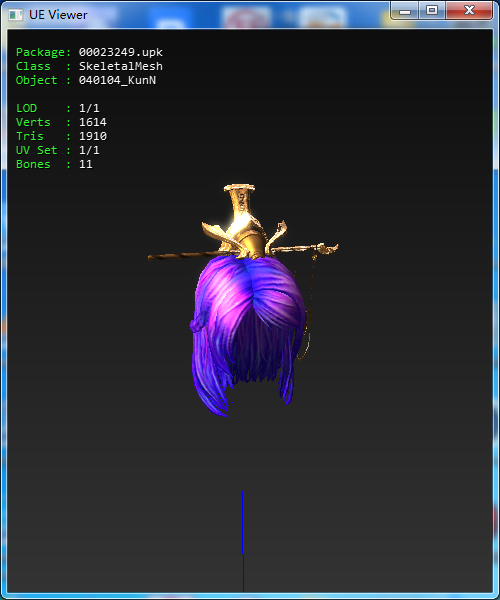 UE Viewer
Package: 00023249.upk
Class : SkeletalMesh
Object : 040104_KunN
LOD : 1/1
Verts : 1614
Tris : 1910
UV Set : 1/1
Bones : 11